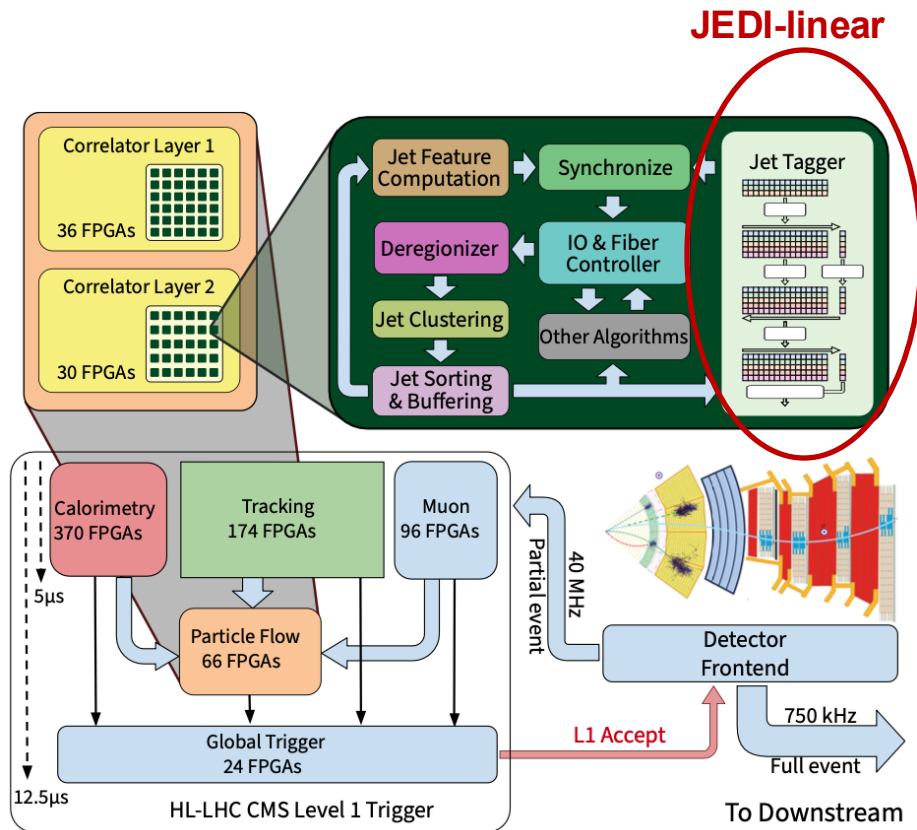 JEDI-linear
Correlator Layer 1
36 FPGAs
Correlator Layer 2
30 FPGAs
Jet Feature
Computation
Synchronize
Jet Tagger
Deregionizer
IO & Fiber
Controller
Jet Clustering
Other Algorithms
Jet Sorting
& Buffering
Calorimetry
370 FPGAs
Tracking
174 FPGAs
Muon
96 FPGAs
5μs
Particle Flow
66 FPGAs
40 MHz
Partial event
Detector
Frontend
Global Trigger
24 FPGAs
L1 Accept
750 kHz
Full event
12.5μs
HL-LHC CMS Level 1 Trigger
To Downstream